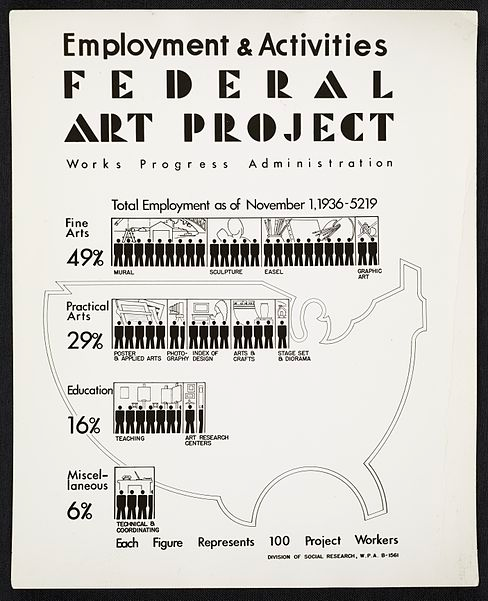 Employment & Activities
FEDERAL
ART PROJECT
Works Progress Administration
Total Employment as of November 1, 1936-5219
Fine
Arts
49%
MURAL
SCULPTURE
EASEL
GRAPHIC
ART
Practical
Arts
29%
POSTER
& APPLIED ARTS
PHOTO-
GRAPHY
INDEX OF
DESIGN
ARTS &
CRAFTS
STAGE SET
& DIORAMA
Education
16%
TEACHING
ART RESEARCH
CENTERS
Miscel-
laneous
6%
TECHNICAL &
COORDINATING
Each Figure Represents 100 Project Workers
DIVISION OF SOCIAL RESEARCH, W.P.A. B-1561